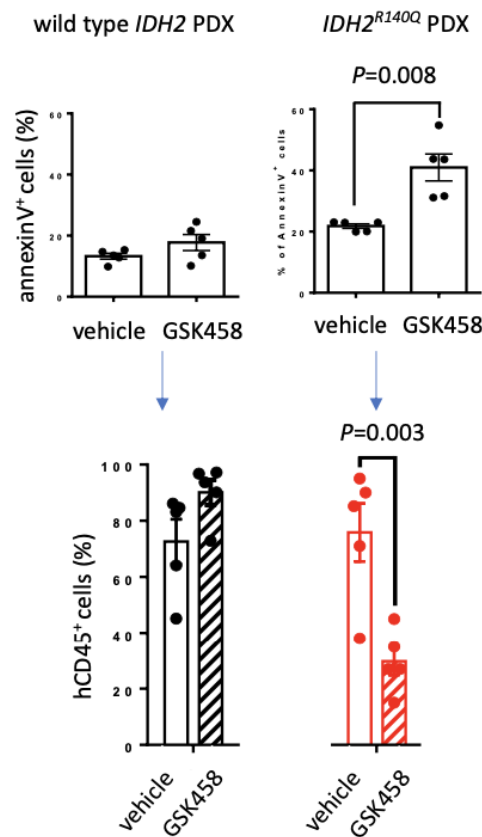 wild type IDH2 PDX
IDH2R140Q PDX
P=0.008
annexinV+ cells (%)
60
40
20
0
vehicle GSK458
% of AnnexinV+ cells
60
40
20
0
vehicle GSK458
P=0.003
hCD45+ cells (%)
100
80
60
40
20
0
vehicle
GSK458
vehicle
GSK458